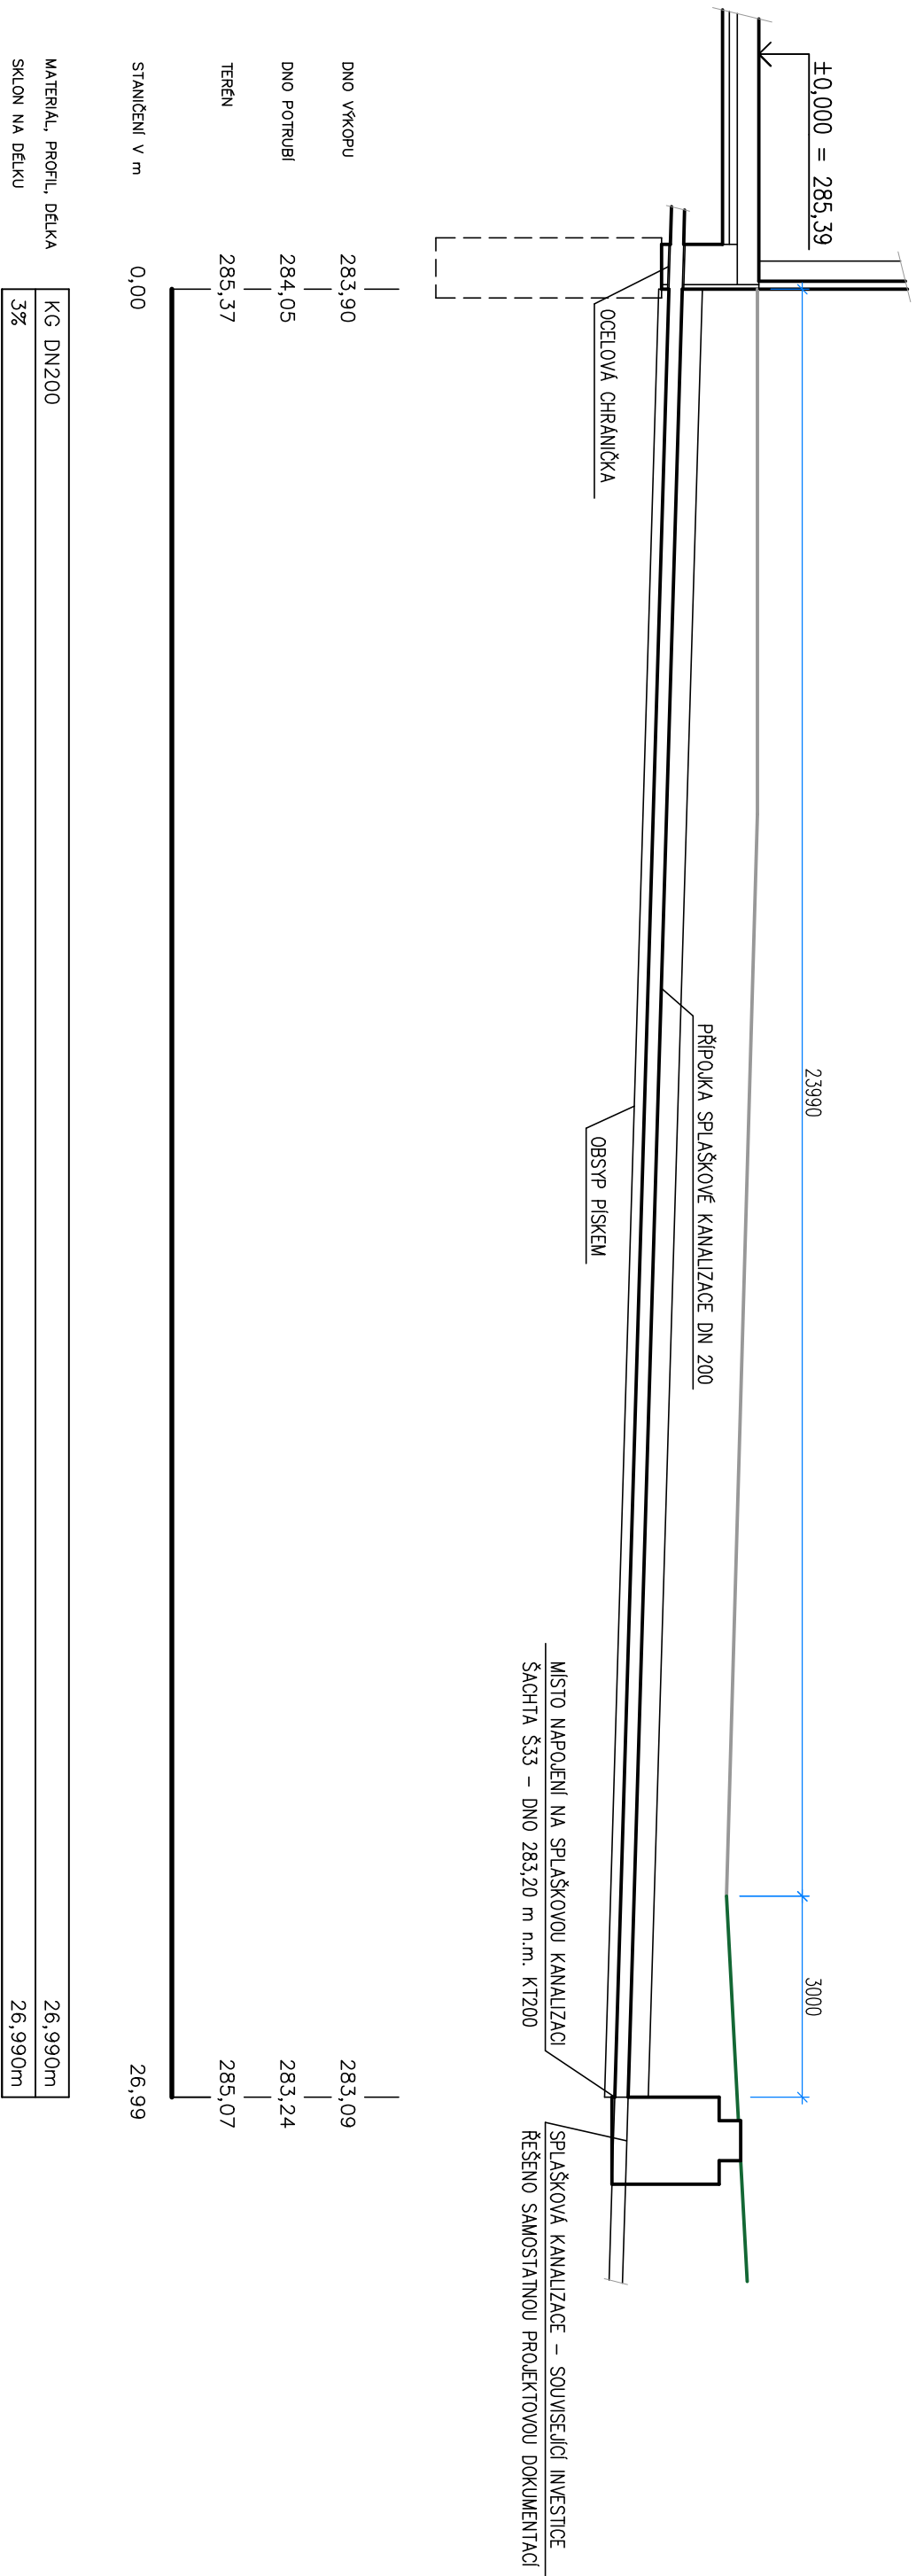 ±0,000 = 285,39
23990
3000
PŘÍPOJKA SPLAŠKOVÉ KANALIZACE DN 200
OCELOVÁ CHRÁNIČKA
OBSYP PÍSKEM
MÍSTO NAPOJENÍ NA SPLAŠKOVOU KANALIZACI
ŠACHTA Š33 – DNO 283,20 m n.m. KT200
SPLAŠKOVÁ KANALIZACE – SOUVISEJÍCÍ INVESTICE
ŘEŠENO SAMOSTATNOU PROJEKTOVOU DOKUMENTACÍ
DNO VÝKOPU 283,90 283,09
DNO POTRUBÍ 284,05 283,24
TERÉN 285,37 285,07
STANIČENÍ V m 0,00 26,99
MATERIÁL, PROFIL, DÉLKA KG DN200 26,990m
SKLON NA DÉLKU 3% 26,990m